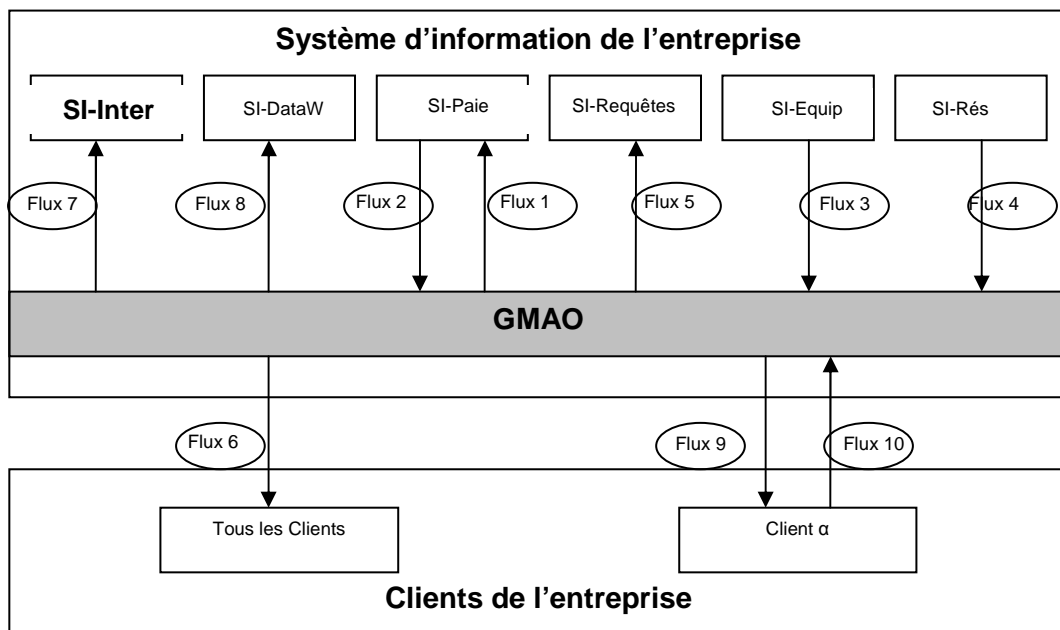 Système d’information de l’entreprise
SI-Inter
SI-DataW
SI-Paie
SI-Requêtes
SI-Equip
SI-Rés
Flux 7
Flux 8
Flux 2
Flux 1
Flux 5
Flux 3
Flux 4
GMAO
Flux 6
Flux 9
Flux 10
Tous les Clients
Client α
Clients de l’entreprise